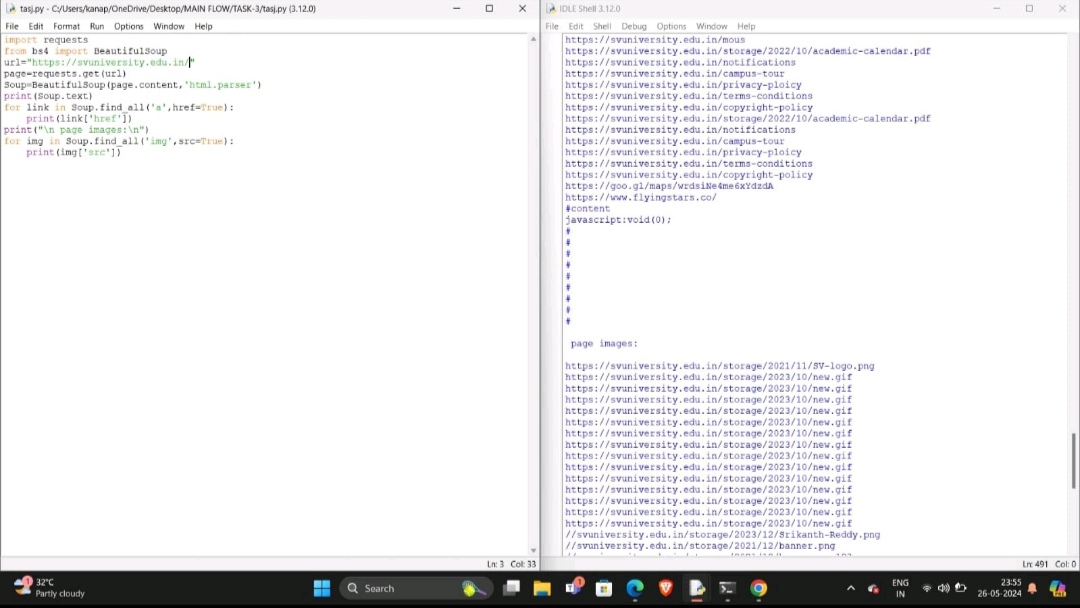 tasj.py - C:/Users/kanap/OneDrive/Desktop/MAIN FLOW/TASK-3/tasj.py (3.12.0)
File Edit Format Run Options Window Help
import requests
from bs4 import BeautifulSoup
url="https://svuniversity.edu.in/"
page=requests.get(url)
Soup=BeautifulSoup(page.content,'html.parser')
print(Soup.text)
for link in Soup.find_all('a',href=True):
    print(link['href'])
print("\n page images:\n")
for img in Soup.find_all('img',src=True):
    print(img['src'])
Ln: 3 Col: 33
IDLE Shell 3.12.0
File Edit Shell Debug Options Window Help
https://svuniversity.edu.in/mous
https://svuniversity.edu.in/storage/2022/10/academic-calendar.pdf
https://svuniversity.edu.in/notifications
https://svuniversity.edu.in/campus-tour
https://svuniversity.edu.in/privacy-ploicy
https://svuniversity.edu.in/terms-conditions
https://svuniversity.edu.in/copyright-policy
https://svuniversity.edu.in/storage/2022/10/academic-calendar.pdf
https://svuniversity.edu.in/notifications
https://svuniversity.edu.in/campus-tour
https://svuniversity.edu.in/privacy-ploicy
https://svuniversity.edu.in/terms-conditions
https://svuniversity.edu.in/copyright-policy
https://goo.gl/maps/wrdsiNe4me6xYdzdA
https://www.flyingstars.co/
#content
javascript:void(0);
#
#
#
#
#
#
#
#
#
page images:
https://svuniversity.edu.in/storage/2021/11/SV-logo.png
https://svuniversity.edu.in/storage/2023/10/new.gif
https://svuniversity.edu.in/storage/2023/10/new.gif
https://svuniversity.edu.in/storage/2023/10/new.gif
https://svuniversity.edu.in/storage/2023/10/new.gif
https://svuniversity.edu.in/storage/2023/10/new.gif
https://svuniversity.edu.in/storage/2023/10/new.gif
https://svuniversity.edu.in/storage/2023/10/new.gif
https://svuniversity.edu.in/storage/2023/10/new.gif
https://svuniversity.edu.in/storage/2023/10/new.gif
https://svuniversity.edu.in/storage/2023/10/new.gif
https://svuniversity.edu.in/storage/2023/10/new.gif
https://svuniversity.edu.in/storage/2023/10/new.gif
https://svuniversity.edu.in/storage/2023/10/new.gif
https://svuniversity.edu.in/storage/2023/10/new.gif
//svuniversity.edu.in/storage/2023/12/Srikanth-Reddy.png
//svuniversity.edu.in/storage/2021/12/banner.png
Ln: 491 Col: 0
32°C
Partly cloudy
Search
ENG
IN
23:55
26-05-2024